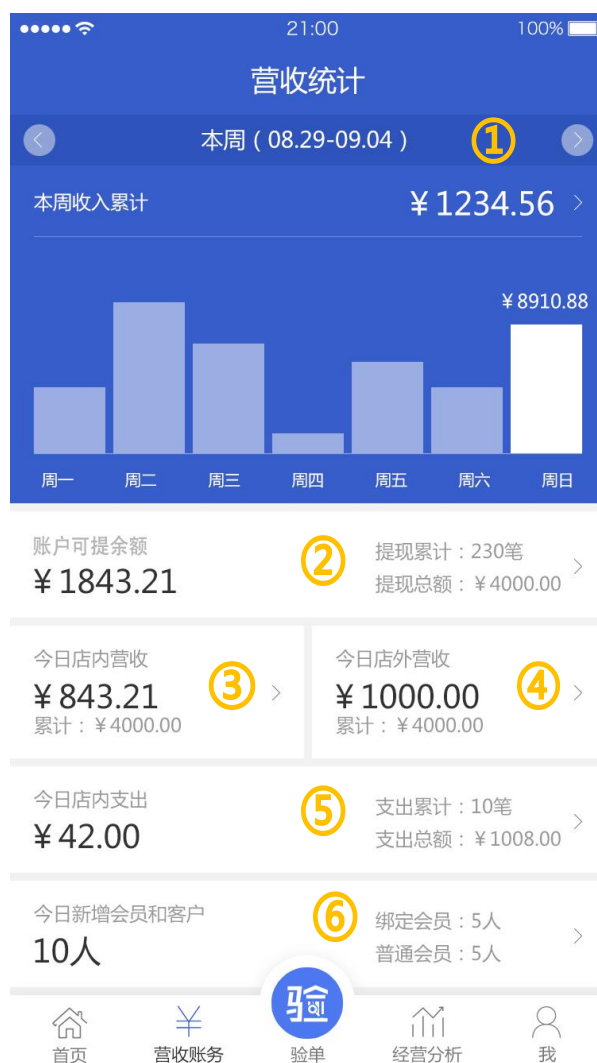 21:00 100%
营收统计
本周 ( 08.29-09.04 ) ①
本周收入累计 ¥1234.56
¥8910.88
周一 周二 周三 周四 周五 周六 周日
账户可提余额
¥1843.21
②
提现累计：230笔
提现总额：¥4000.00
今日店内营收
¥843.21
累计：¥4000.00
③
今日店外营收
¥1000.00
累计：¥4000.00
④
今日店内支出
¥42.00
⑤
支出累计：10笔
支出总额：¥1008.00
今日新增会员和客户
10人
⑥
绑定会员：5人
普通会员：5人
验
首页 营收账务 验单 经营分析 我